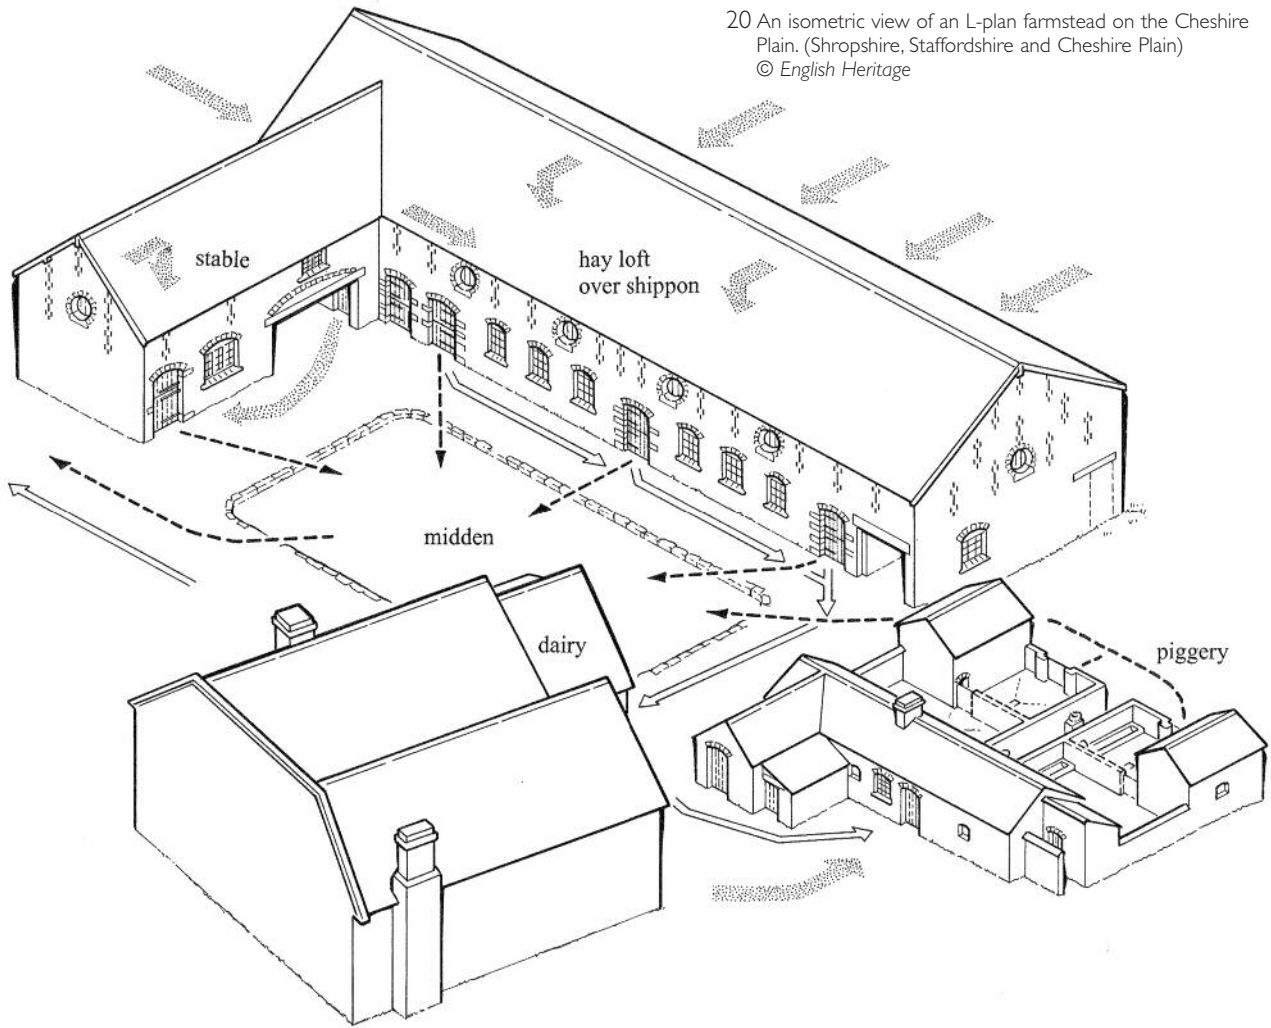 20 An isometric view of an L-plan farmstead on the Cheshire
Plain. (Shropshire, Staffordshire and Cheshire Plain)
© English Heritage
stable
hay loft
over shippon
midden
dairy
piggery